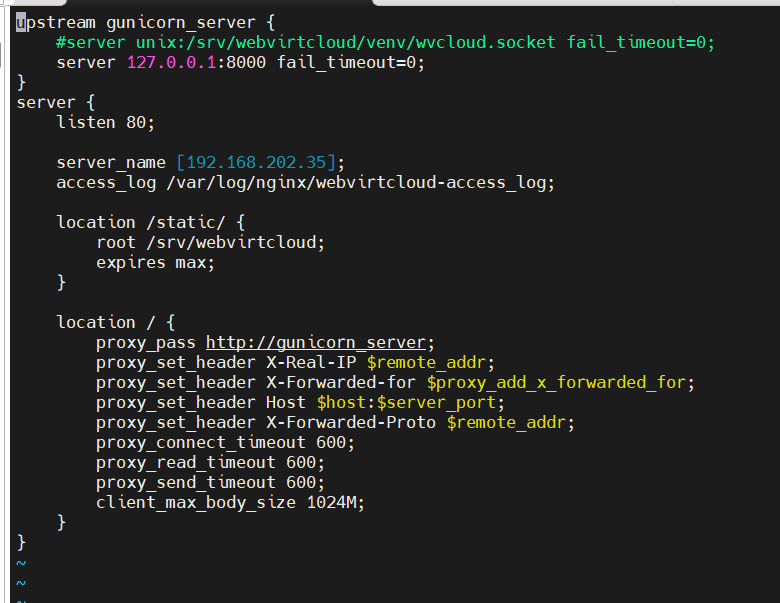 upstream gunicorn_server {
    #server unix:/srv/webvirtcloud/venv/wvcloud.socket fail_timeout=0;
    server 127.0.0.1:8000 fail_timeout=0;
}
server {
    listen 80;

    server_name [192.168.202.35];
    access_log /var/log/nginx/webvirtcloud-access_log;

    location /static/ {
        root /srv/webvirtcloud;
        expires max;
    }

    location / {
        proxy_pass http://gunicorn_server;
        proxy_set_header X-Real-IP $remote_addr;
        proxy_set_header X-Forwarded-for $proxy_add_x_forwarded_for;
        proxy_set_header Host $host:$server_port;
        proxy_set_header X-Forwarded-Proto $remote_addr;
        proxy_connect_timeout 600;
        proxy_read_timeout 600;
        proxy_send_timeout 600;
        client_max_body_size 1024M;
    }
}
~
~
~